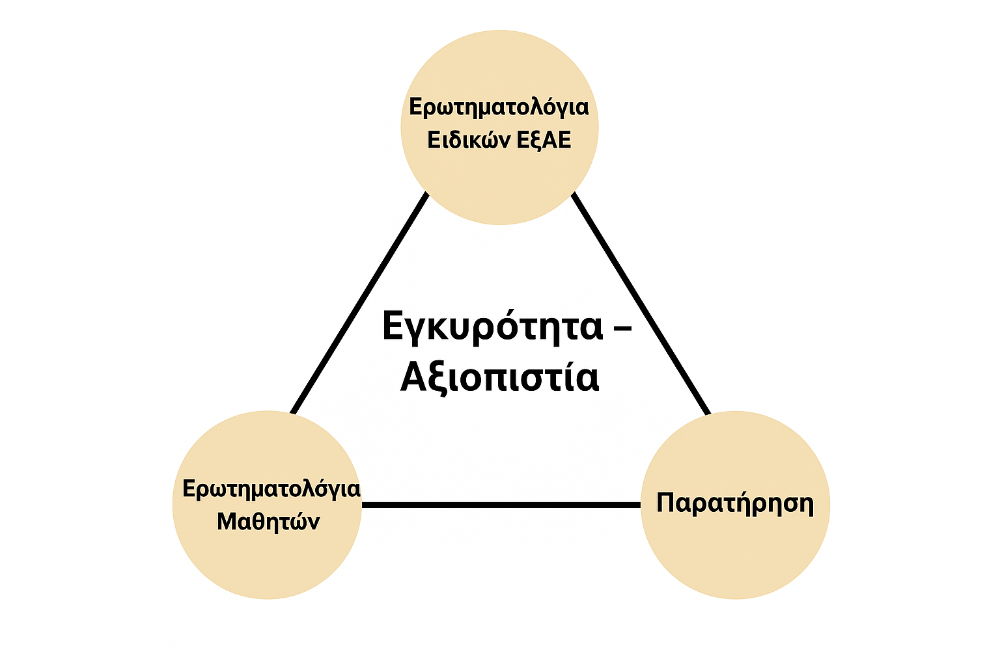 Ερωτηματολόγια
Ειδικών ΕξΑΕ
Εγκυρότητα –
Αξιοπιστία
Ερωτηματολόγια
Μαθητών
Παρατήρηση